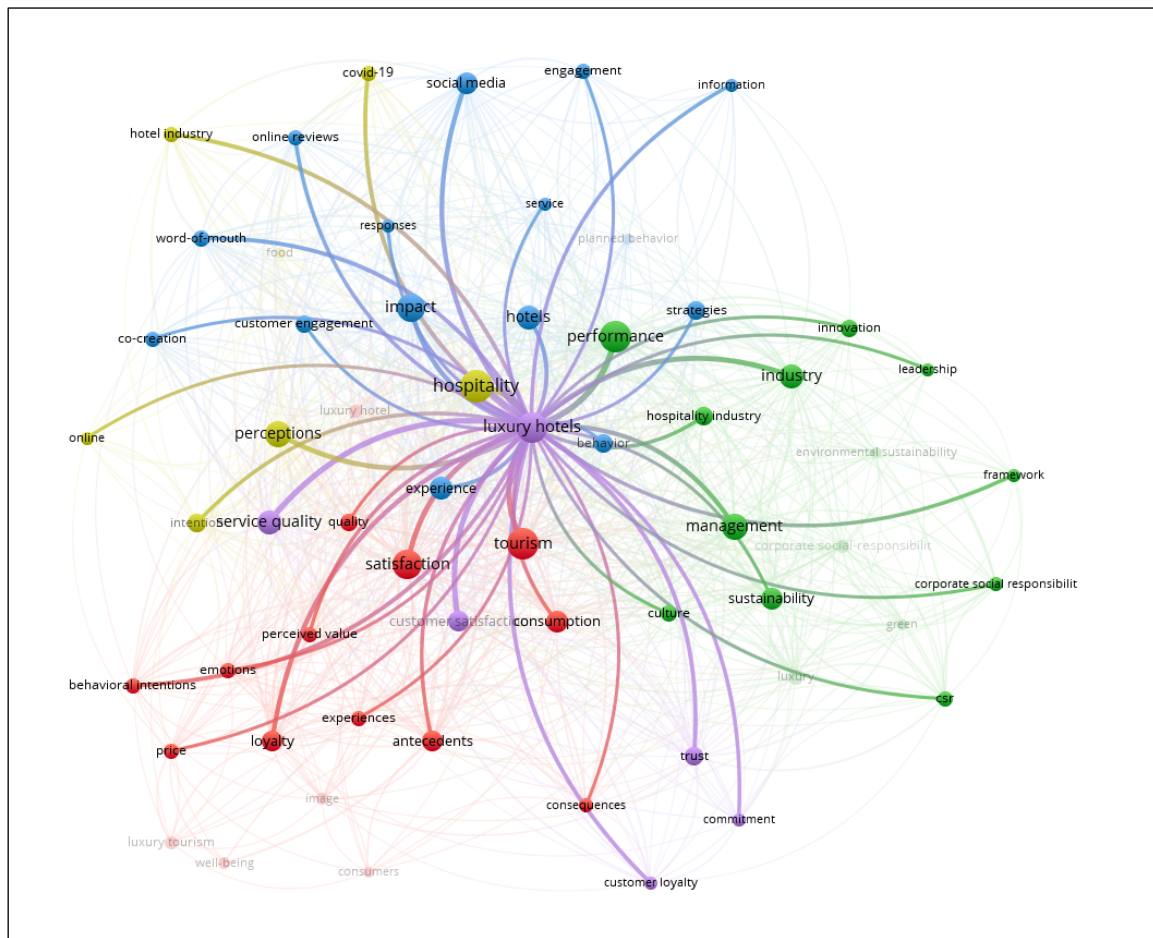 covid-19
social media
engagement
information
hotel industry
online reviews
service
responses
word-of-mouth
planned behavior
food
impact
hotels
strategies
customer engagement
innovation
co-creation
performance
leadership
hospitality
industry
luxury hotel
hospitality industry
luxury hotels
online
perceptions
behavior
environmental sustainability
framework
experience
intention
service quality
quality
management
corporate social-responsibilit
tourism
satisfaction
corporate social responsibilit
sustainability
culture
customer satisfaction
consumption
green
perceived value
emotions
luxury
behavioral intentions
csr
experiences
price
loyalty
antecedents
trust
image
consequences
commitment
luxury tourism
well-being
consumers
customer loyalty